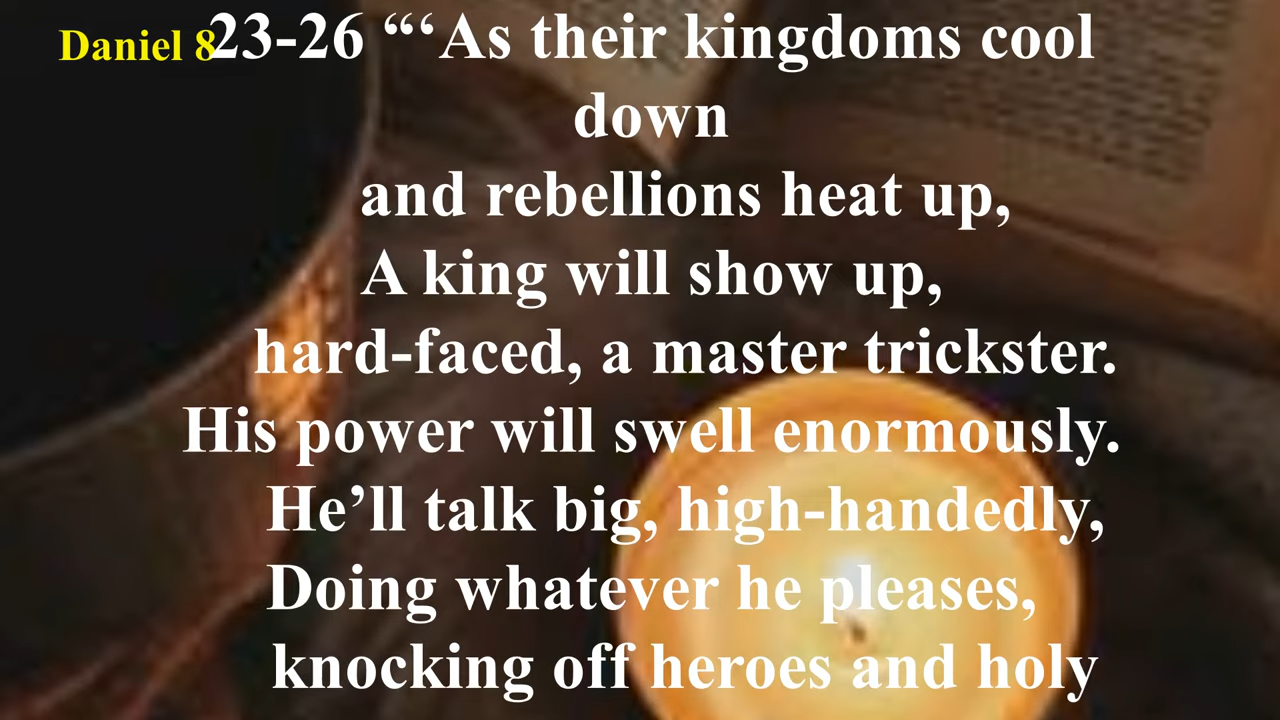 Daniel 8
23-26 “‘As their kingdoms cool
down
and rebellions heat up,
A king will show up,
hard-faced, a master trickster.
His power will swell enormously.
He’ll talk big, high-handedly,
Doing whatever he pleases,
knocking off heroes and holy